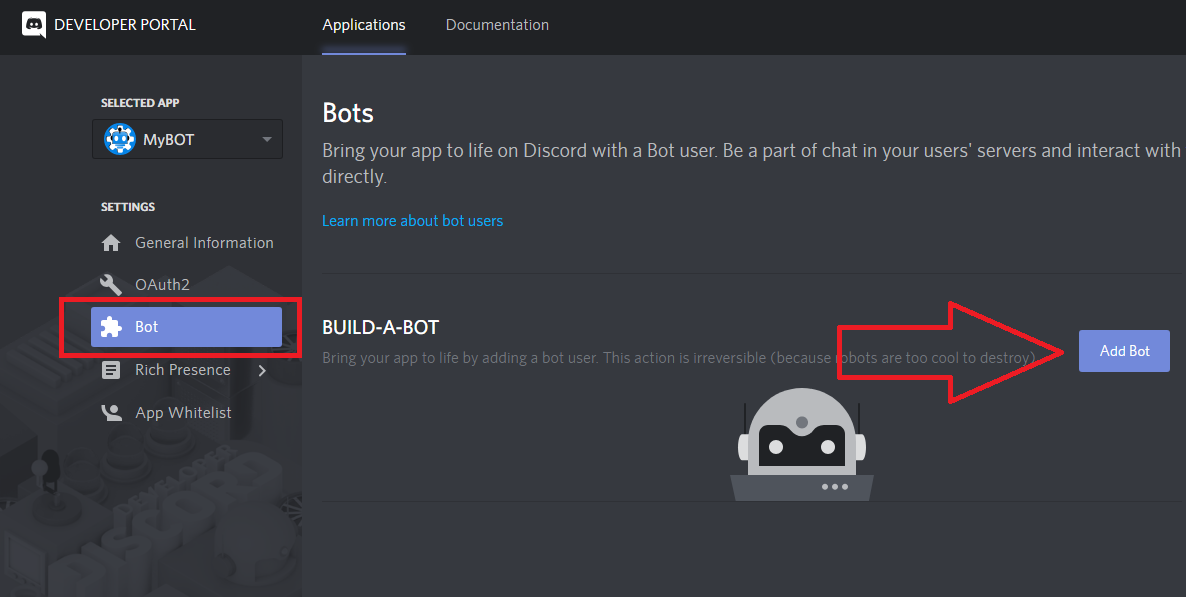 DEVELOPER PORTAL
Applications
Documentation
SELECTED APP
MyBOT
SETTINGS
General Information
OAuth2
Bot
Rich Presence
App Whitelist
Bots
Bring your app to life on Discord with a Bot user. Be a part of chat in your users' servers and interact with
directly.
Learn more about bot users
BUILD-A-BOT
Bring your app to life by adding a bot user. This action is irreversible (because robots are too cool to destroy).
Add Bot
DISCORD